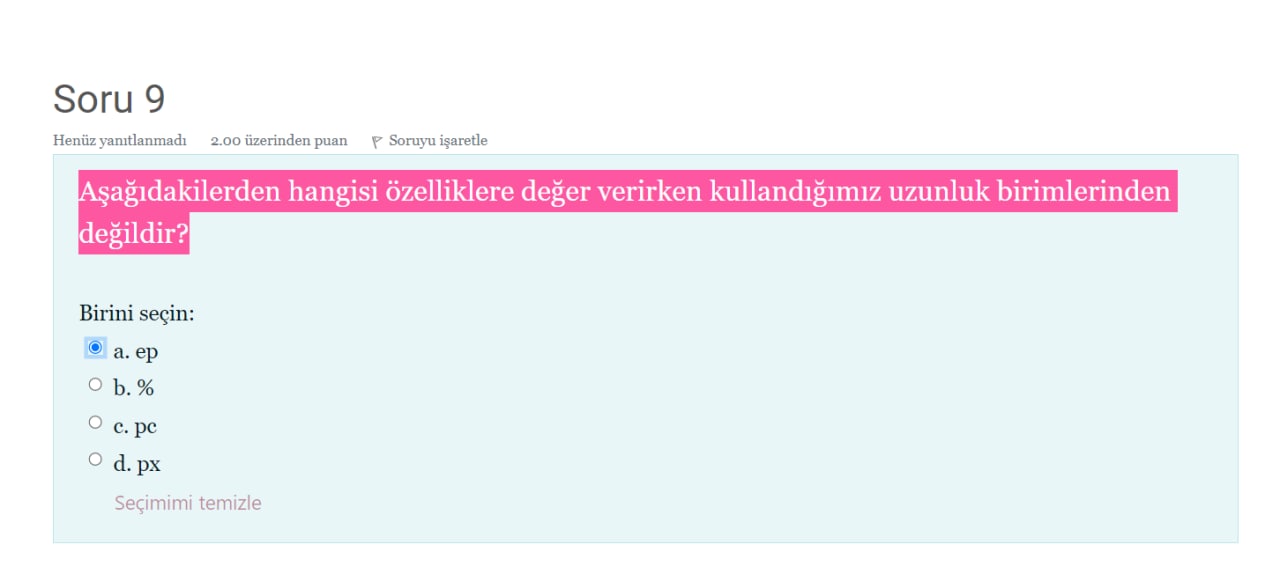 Soru 9
Henüz yanıtlanmadı 2.00 üzerinden puan Soruyu işaretle
Aşağıdakilerden hangisi özelliklere değer verirken kullandığımız uzunluk birimlerinden
değildir?
Birini seçin:
a. ep
b. %
c. pc
d. px
Seçimimi temizle